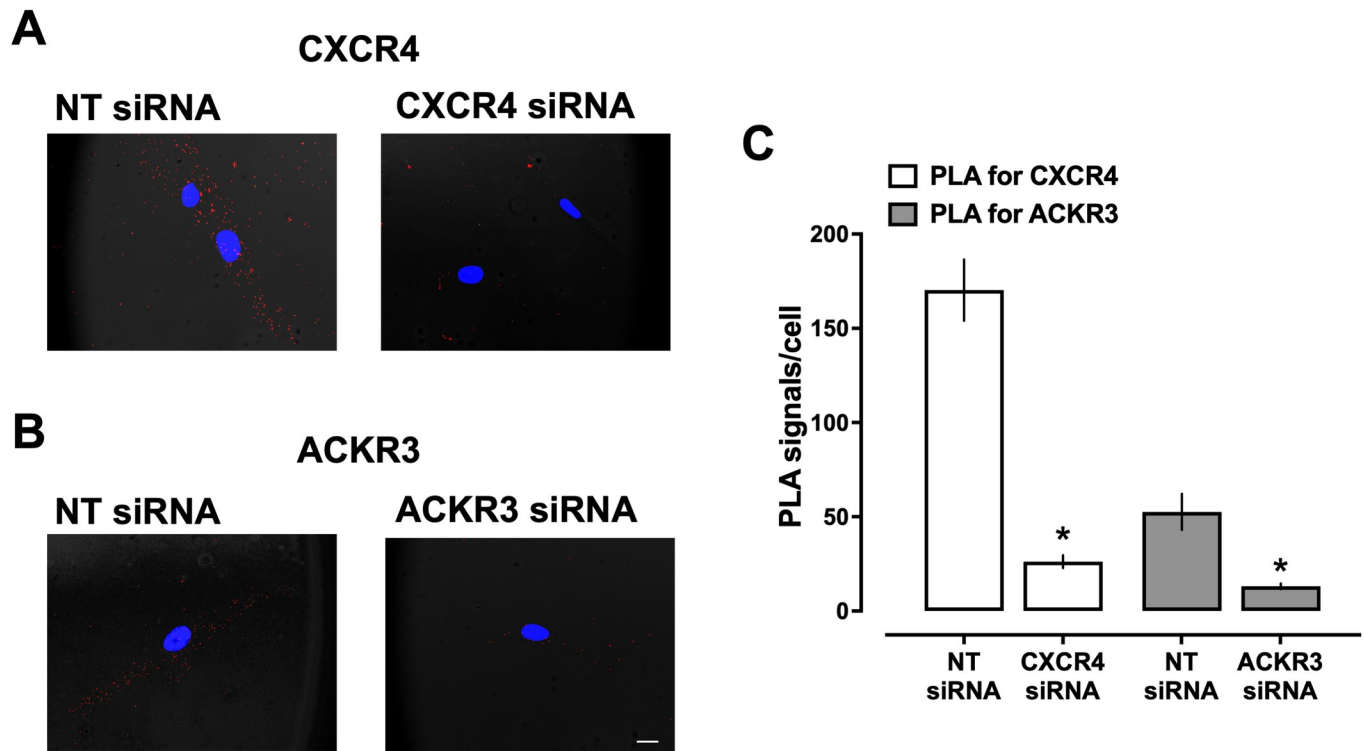 A
CXCR4
NT siRNA
CXCR4 siRNA
B
ACKR3
NT siRNA
ACKR3 siRNA
C
PLA for CXCR4
PLA for ACKR3
PLA signals/cell
200
150
100
50
0
*
*
NT
siRNA
CXCR4
siRNA
NT
siRNA
ACKR3
siRNA